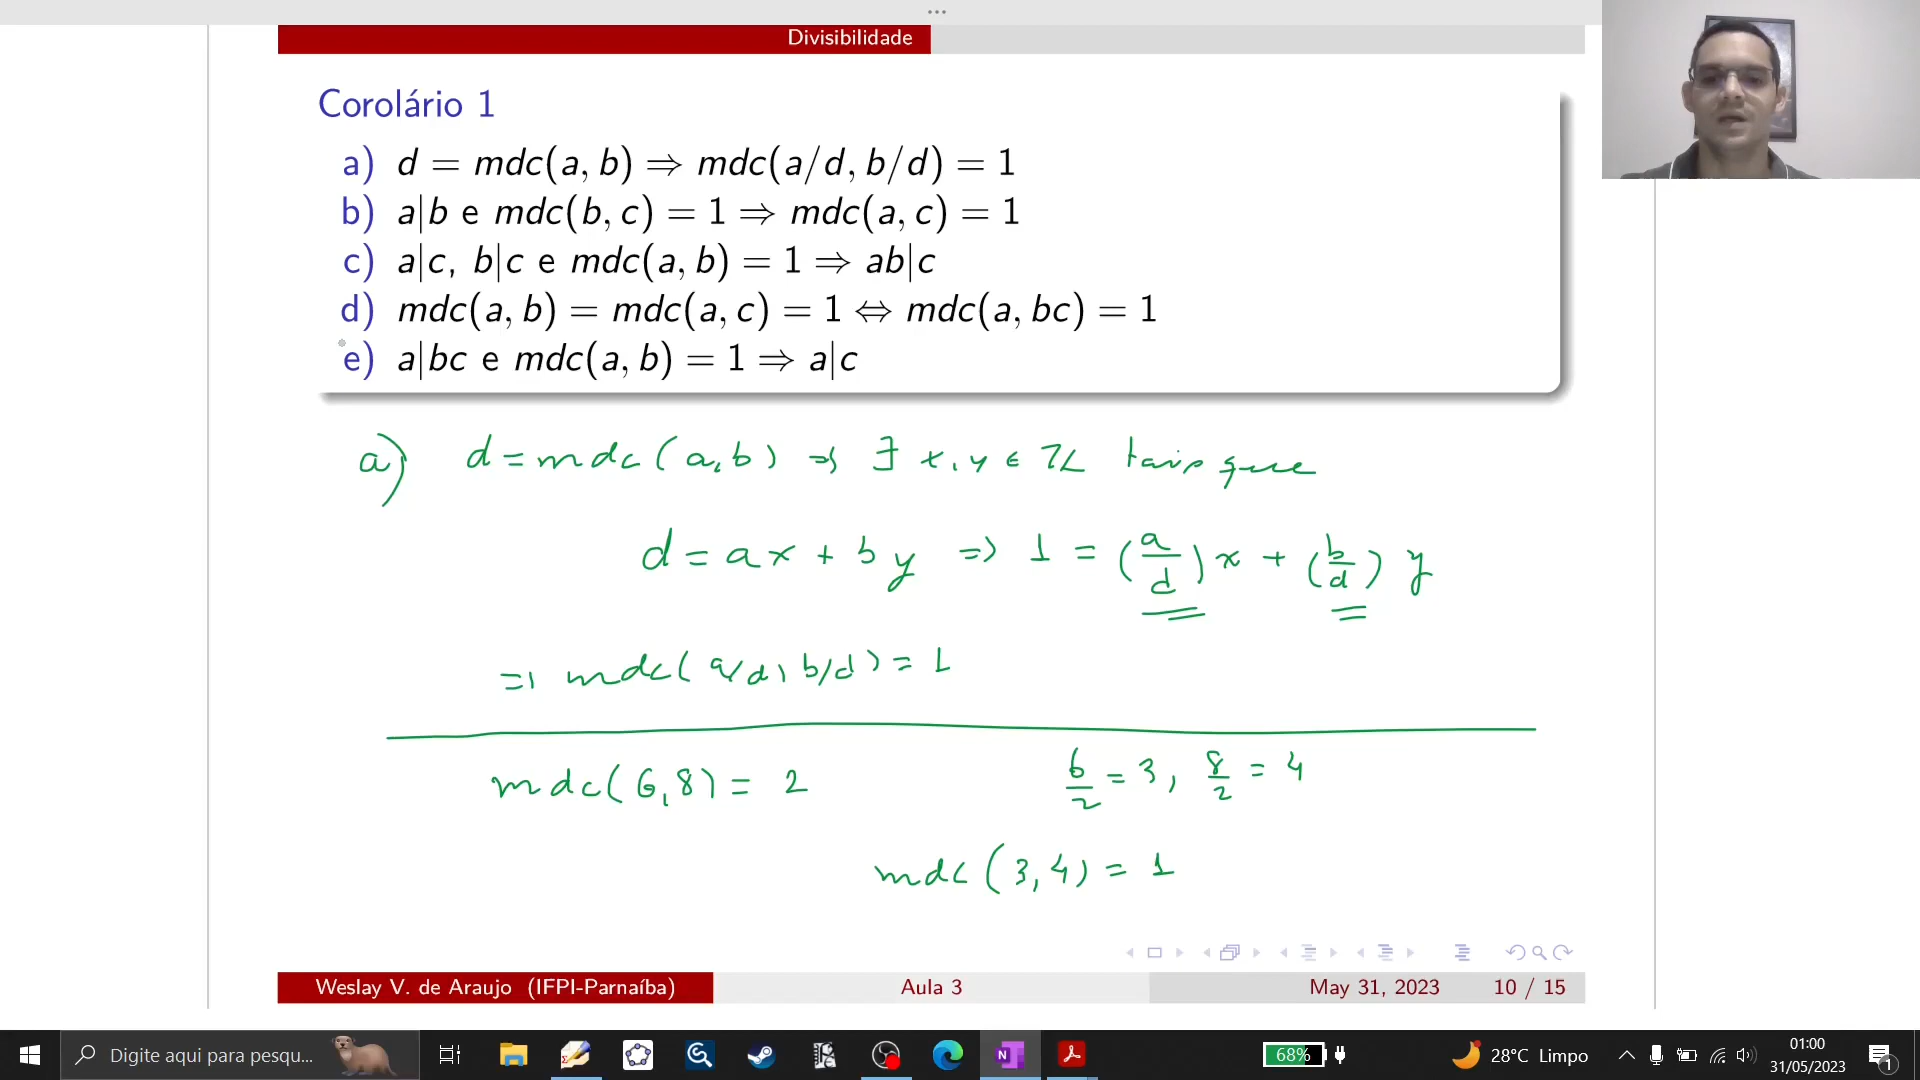 Divisibilidade
Corolário 1
a) d = mdc(a, b) ⇒ mdc(a/d, b/d) = 1
b) a|b e mdc(b, c) = 1 ⇒ mdc(a, c) = 1
c) a|c, b|c e mdc(a, b) = 1 ⇒ ab|c
d) mdc(a, b) = mdc(a, c) = 1 ⇔ mdc(a, bc) = 1
e) a|bc e mdc(a, b) = 1 ⇒ a|c
a) d = mdc(a,b) ⇒ ∃ x, y ∈ ℤ tais que
d = ax + by ⇒ 1 = (a/d)x + (b/d)y
⇒ mdc(a/d, b/d) = 1
mdc(6,8) = 2 6/2 = 3, 8/2 = 4
mdc(3,4) = 1
Weslay V. de Araujo (IFPI-Parnaíba) Aula 3 May 31, 2023 10 / 15
Digite aqui para pesqu... 68% 28°C Limpo 01:00
31/05/2023 1